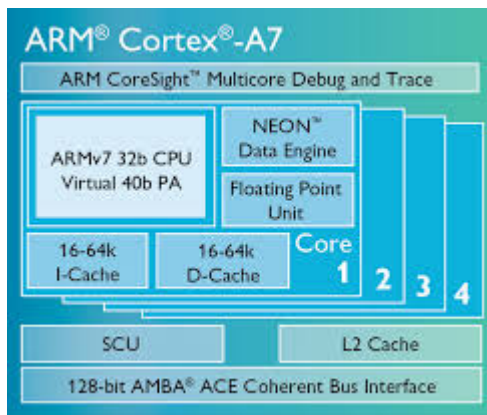 ARM® Cortex®-A7
ARM CoreSight™ Multicore Debug and Trace
ARMv7 32b CPU
Virtual 40b PA
NEON™
Data Engine
Floating Point
Unit
16-64k
I-Cache
16-64k
D-Cache
Core
1
2
3
4
SCU
L2 Cache
128-bit AMBA® ACE Coherent Bus Interface